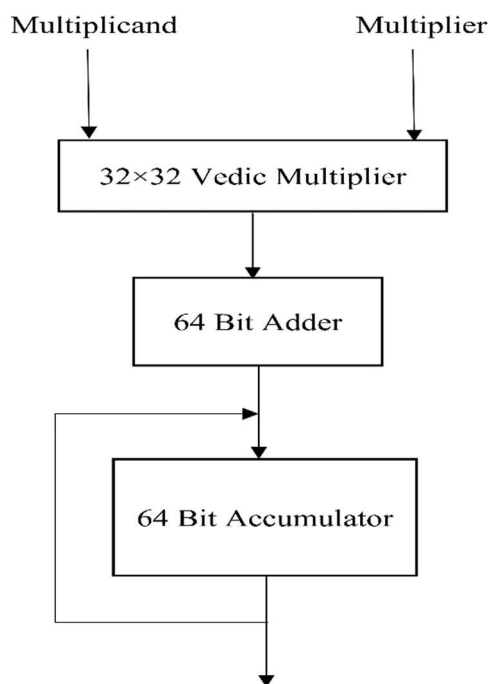 Multiplicand Multiplier
32×32 Vedic Multiplier
64 Bit Adder
64 Bit Accumulator